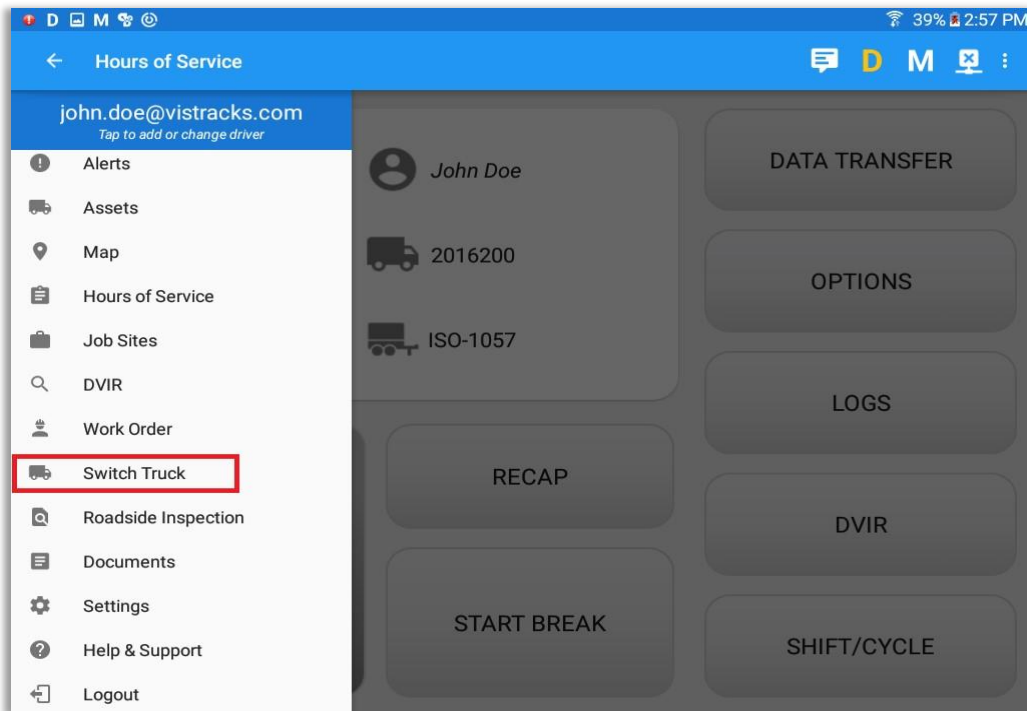 D M 39% 2:57 PM
Hours of Service D M
john.doe@vistracks.com
Tap to add or change driver
Alerts
Assets
Map
Hours of Service
Job Sites
DVIR
Work Order
Switch Truck
Roadside Inspection
Documents
Settings
Help & Support
Logout
John Doe
2016200
ISO-1057
RECAP
START BREAK
DATA TRANSFER
OPTIONS
LOGS
DVIR
SHIFT/CYCLE